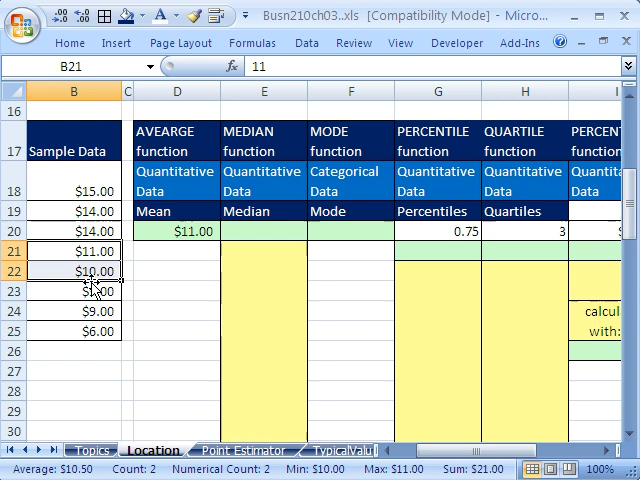 Busn210ch03..xls [Compatibility Mode] - Micro...
Home Insert Page Layout Formulas Data Review Developer Add-Ins
B21 fx 11
B C D E F G H I
16
17 Sample Data AVEARGE function MEDIAN function MODE function PERCENTILE function QUARTILE function PERCENT function
18 $15.00 Quantitative Data Quantitative Data Categorical Data Quantitative Data Quantitative Data Quantita Data
19 $14.00 Mean Median Mode Percentiles Quartiles
20 $14.00 $11.00 0.75 3 $
21 $11.00
22 $10.00
23 $ .00
24 $9.00 calcul
25 $6.00 with:
26
27
28
29
30
Topics Location Point Estimator TypicalValu
Average: $10.50 Count: 2 Numerical Count: 2 Min: $10.00 Max: $11.00 Sum: $21.00 100%